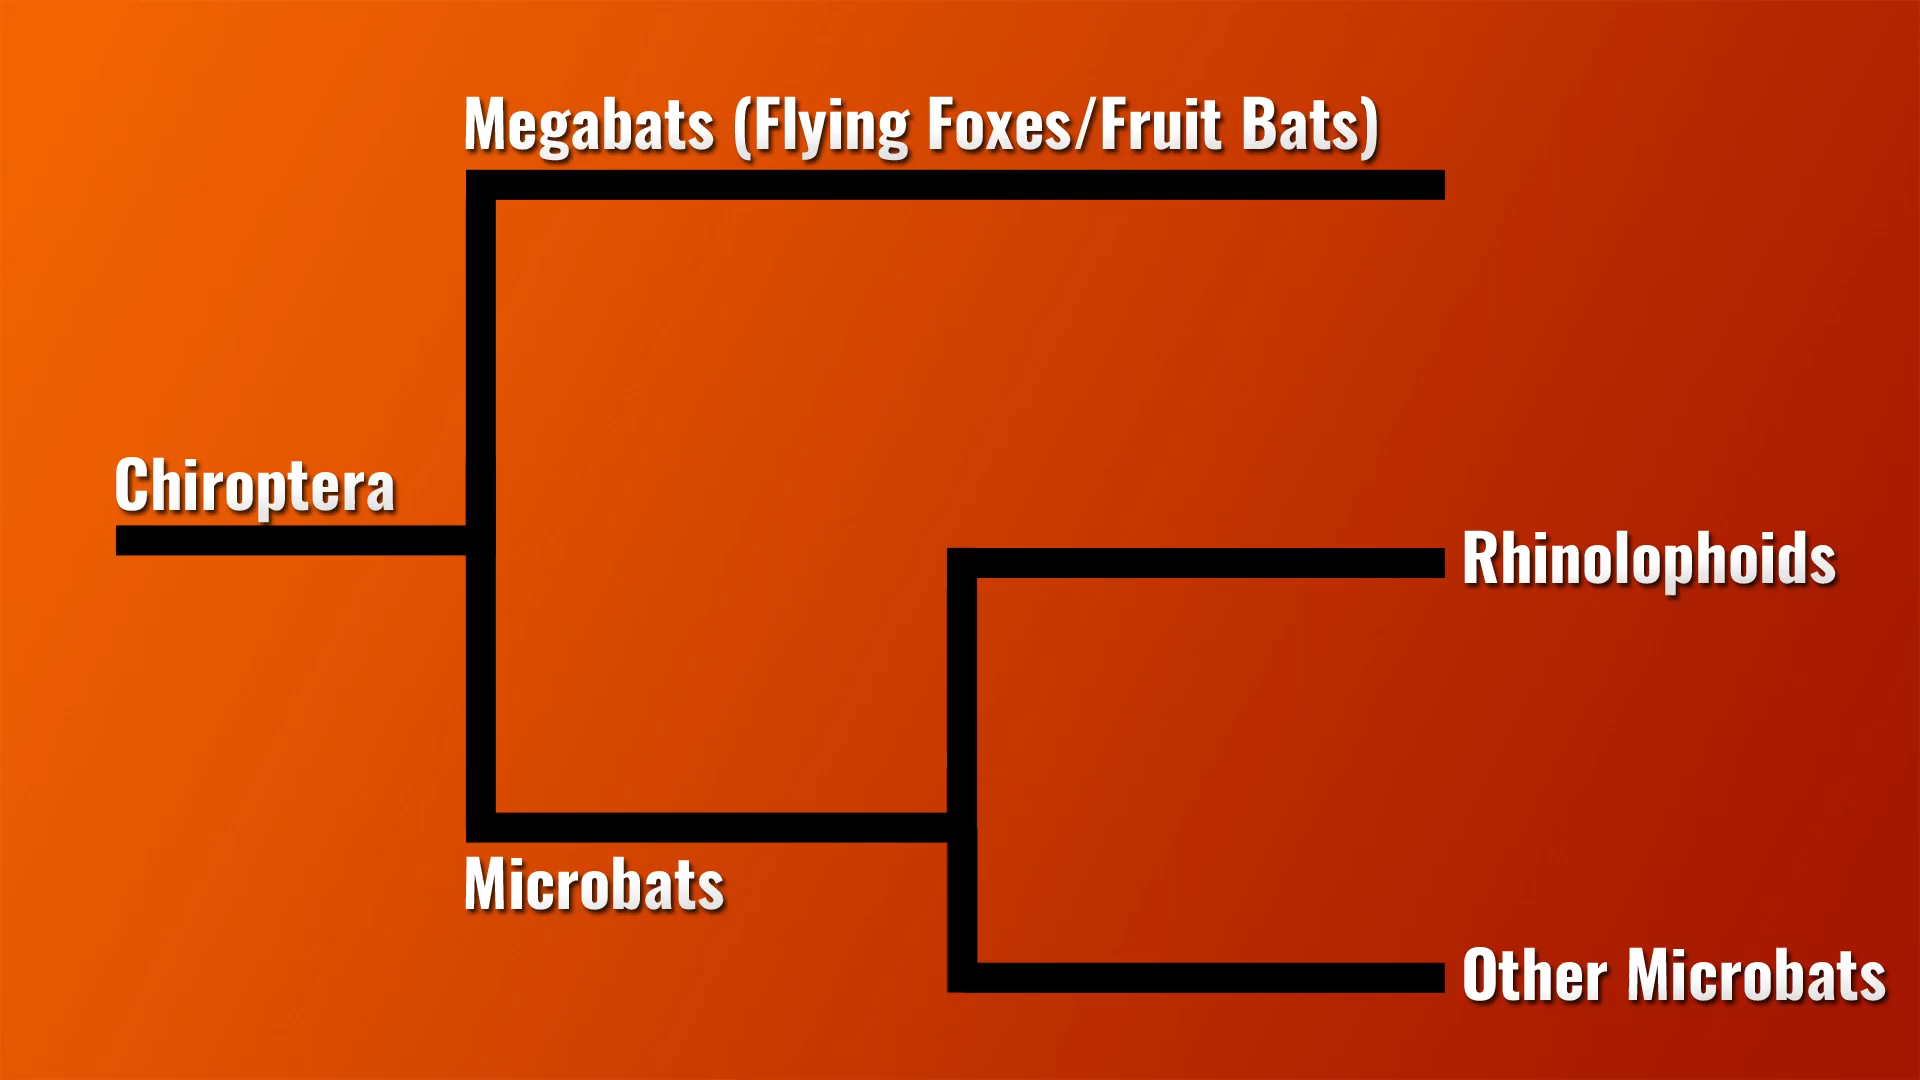 Megabats (Flying Foxes/Fruit Bats)
Chiroptera
Rhinolophoids
Microbats
Other Microbats